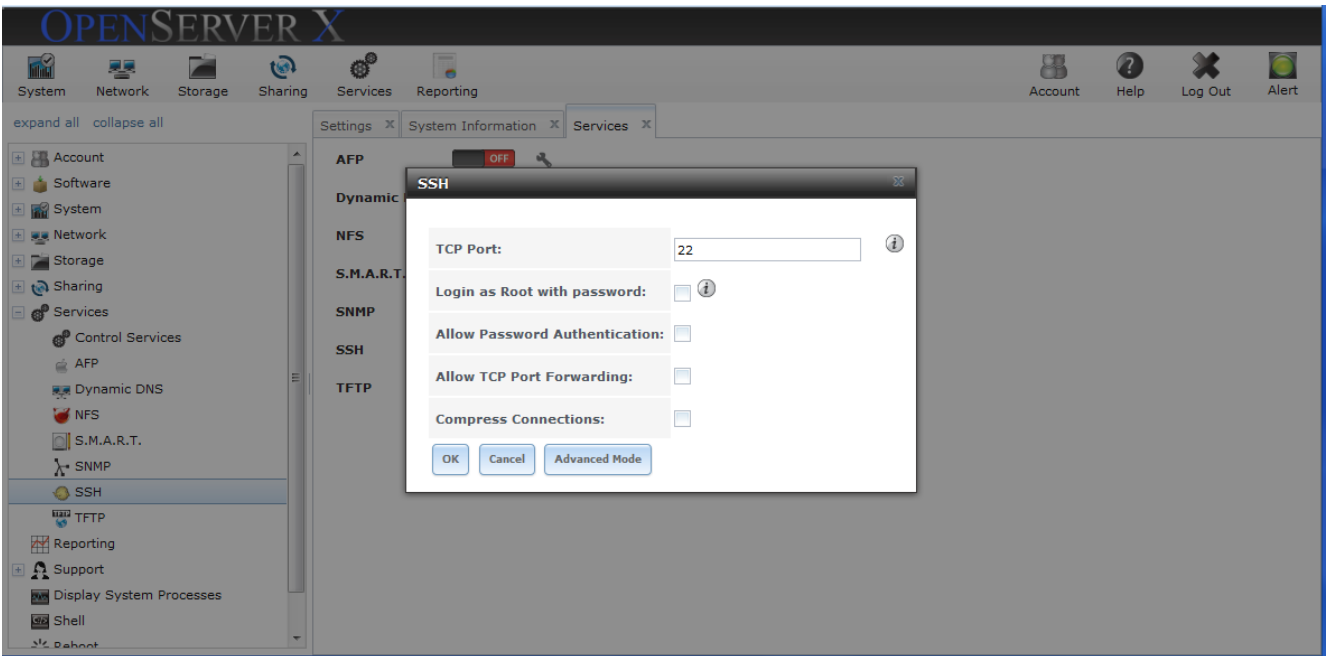 OPENSERVER X
System Network Storage Sharing Services Reporting Account Help Log Out Alert
expand all collapse all
Settings X System Information X Services X
Account
Software
System
Network
Storage
Sharing
Services
Control Services
AFP
Dynamic DNS
NFS
S.M.A.R.T.
SNMP
SSH
TFTP
Reporting
Support
Display System Processes
Shell
Reboot
AFP OFF
Dynamic
NFS
S.M.A.R.T.
SNMP
SSH
TFTP
SSH
TCP Port: 22
Login as Root with password:
Allow Password Authentication:
Allow TCP Port Forwarding:
Compress Connections:
OK Cancel Advanced Mode